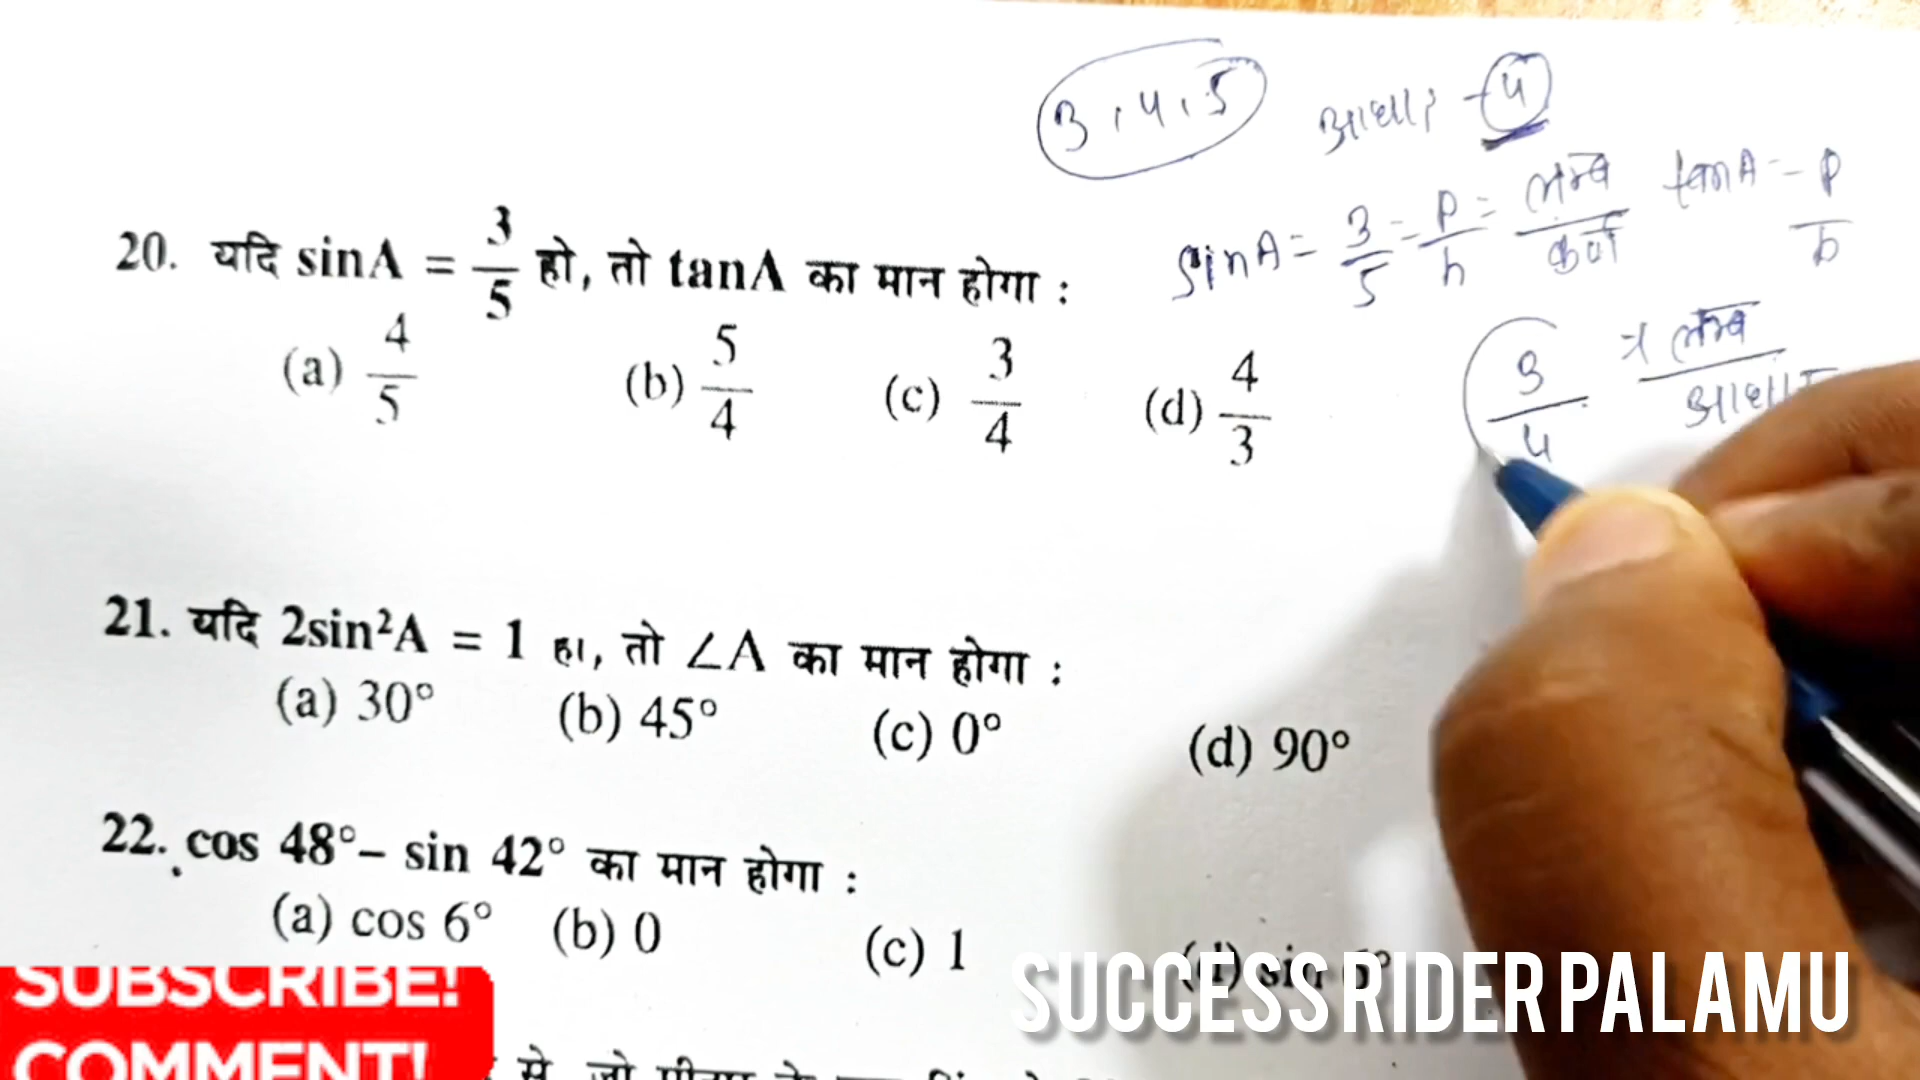 3, 4, 5 आधार - 4
20. यदि sinA = 3/5 हो, तो tanA का मान होगा :
(a) 4/5 (b) 5/4 (c) 3/4 (d) 4/3
sinA = 3/5 = P/h = लम्ब/कर्ण tanA = P/b
3/4 = लम्ब/आधार
21. यदि 2sin²A = 1 हो, तो ∠A का मान होगा :
(a) 30° (b) 45° (c) 0° (d) 90°
22. cos 48° – sin 42° का मान होगा :
(a) cos 6° (b) 0 (c) 1 (d) sin 6°
SUBSCRIBE!
COMMENT!
SUCCESS RIDER PALAMU
से, जो